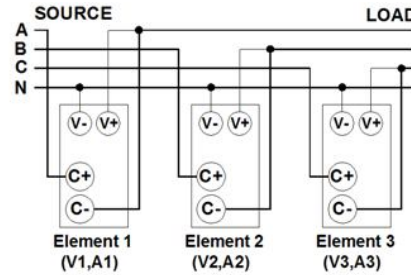 SOURCE LOAD
A
B
C
N
V- V+ V- V+ V- V+
C+ C+ C+
C- C- C-
Element 1 Element 2 Element 3
(V1,A1) (V2,A2) (V3,A3)